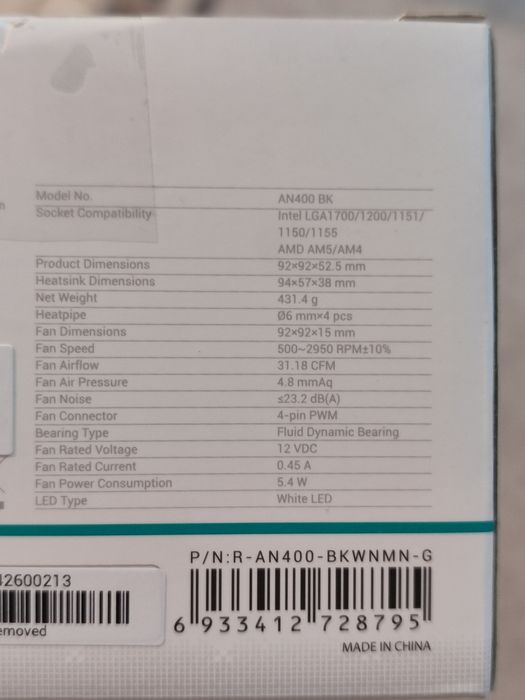 Model No. AN400 BK
Socket Compatibility Intel LGA1700/1200/1151/
1150/1155
AMD AM5/AM4
Product Dimensions 92×92×52.5 mm
Heatsink Dimensions 94×57×38 mm
Net Weight 431.4 g
Heatpipe Ø6 mm×4 pcs
Fan Dimensions 92×92×15 mm
Fan Speed 500~2950 RPM±10%
Fan Airflow 31.18 CFM
Fan Air Pressure 4.8 mmAq
Fan Noise ≤23.2 dB(A)
Fan Connector 4-pin PWM
Bearing Type Fluid Dynamic Bearing
Fan Rated Voltage 12 VDC
Fan Rated Current 0.45 A
Fan Power Consumption 5.4 W
LED Type White LED
P/N:R-AN400-BKWNMN-G
42600213
emoved
6 933412 728795
MADE IN CHINA